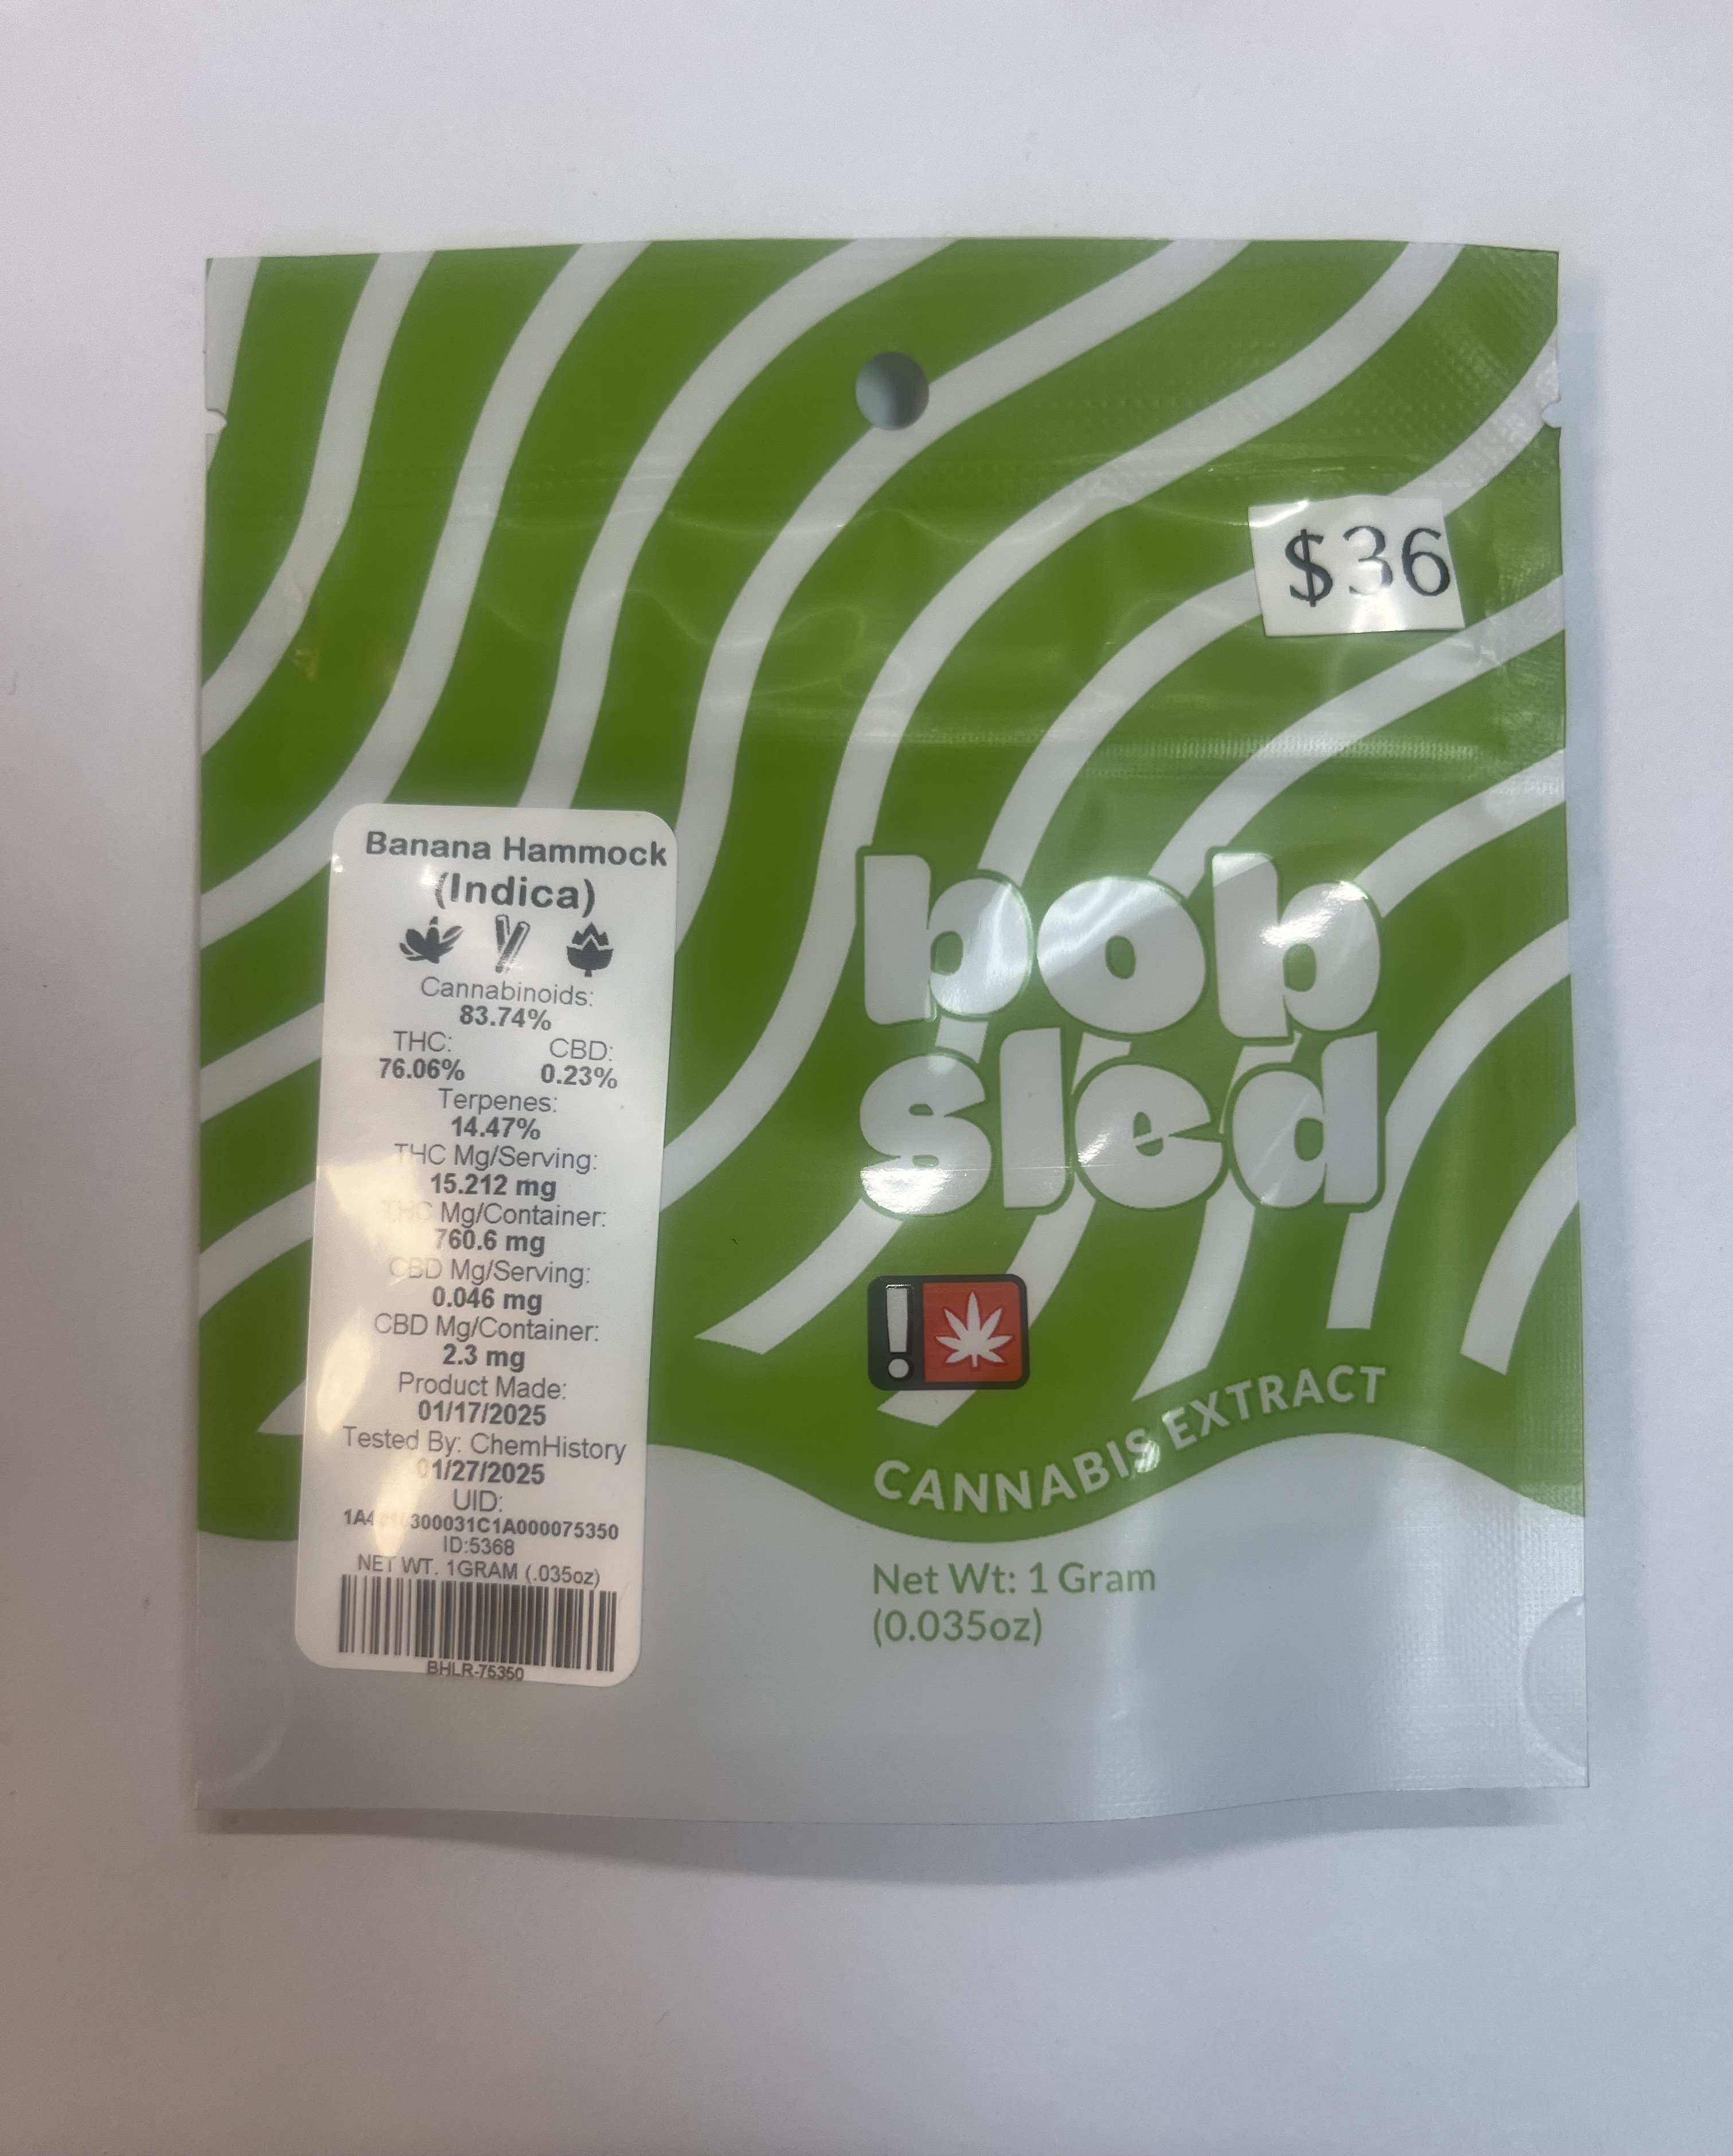 $36
Banana Hammock
(Indica)
Cannabinoids:
83.74%
THC: CBD:
76.06% 0.23%
Terpenes:
14.47%
THC Mg/Serving:
15.212 mg
THC Mg/Container:
760.6 mg
CBD Mg/Serving:
0.046 mg
CBD Mg/Container:
2.3 mg
Product Made:
01/17/2025
Tested By: ChemHistory
01/27/2025
UID:
ID:5368
NET WT. 1GRAM (.035oz)
BHLR-75350
bob
sled
!
CANNABIS EXTRACT
Net Wt: 1 Gram
(0.035oz)